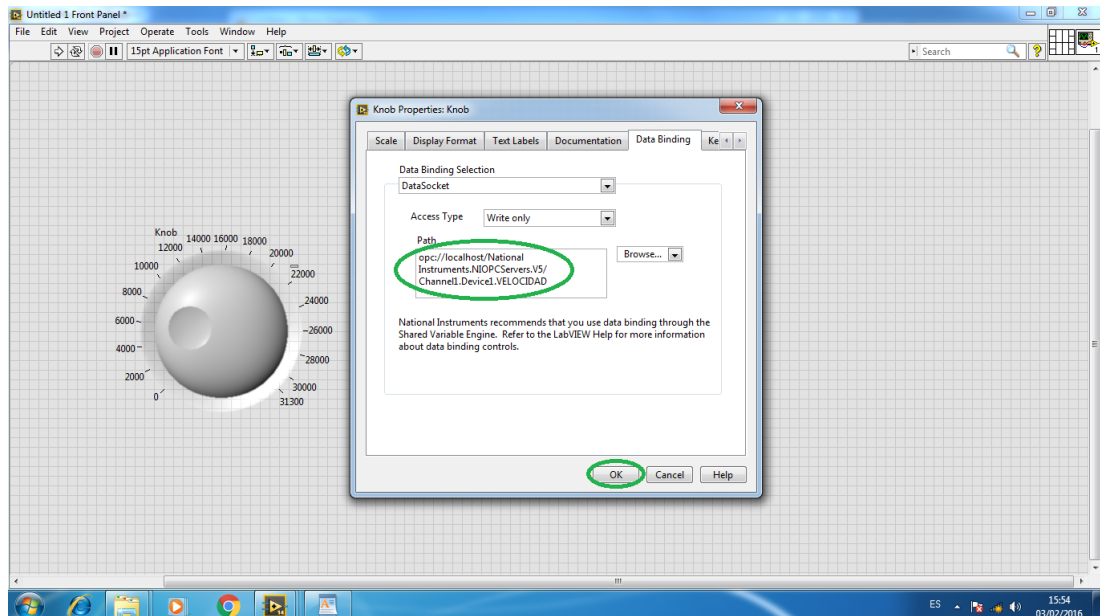 Untitled 1 Front Panel *
File Edit View Project Operate Tools Window Help
15pt Application Font
Search
Knob Properties: Knob
Scale Display Format Text Labels Documentation Data Binding Ke
Data Binding Selection
DataSocket
Access Type Write only
Path
opc://localhost/National
Instruments.NIOPCServers.V5/
Channel1.Device1.VELOCIDAD
Browse...
National Instruments recommends that you use data binding through the
Shared Variable Engine. Refer to the LabVIEW Help for more information
about data binding controls.
OK Cancel Help
Knob
0
2000
4000
6000
8000
10000
12000
14000
16000
18000
20000
22000
24000
26000
28000
30000
31300
ES
15:54
03/02/2016